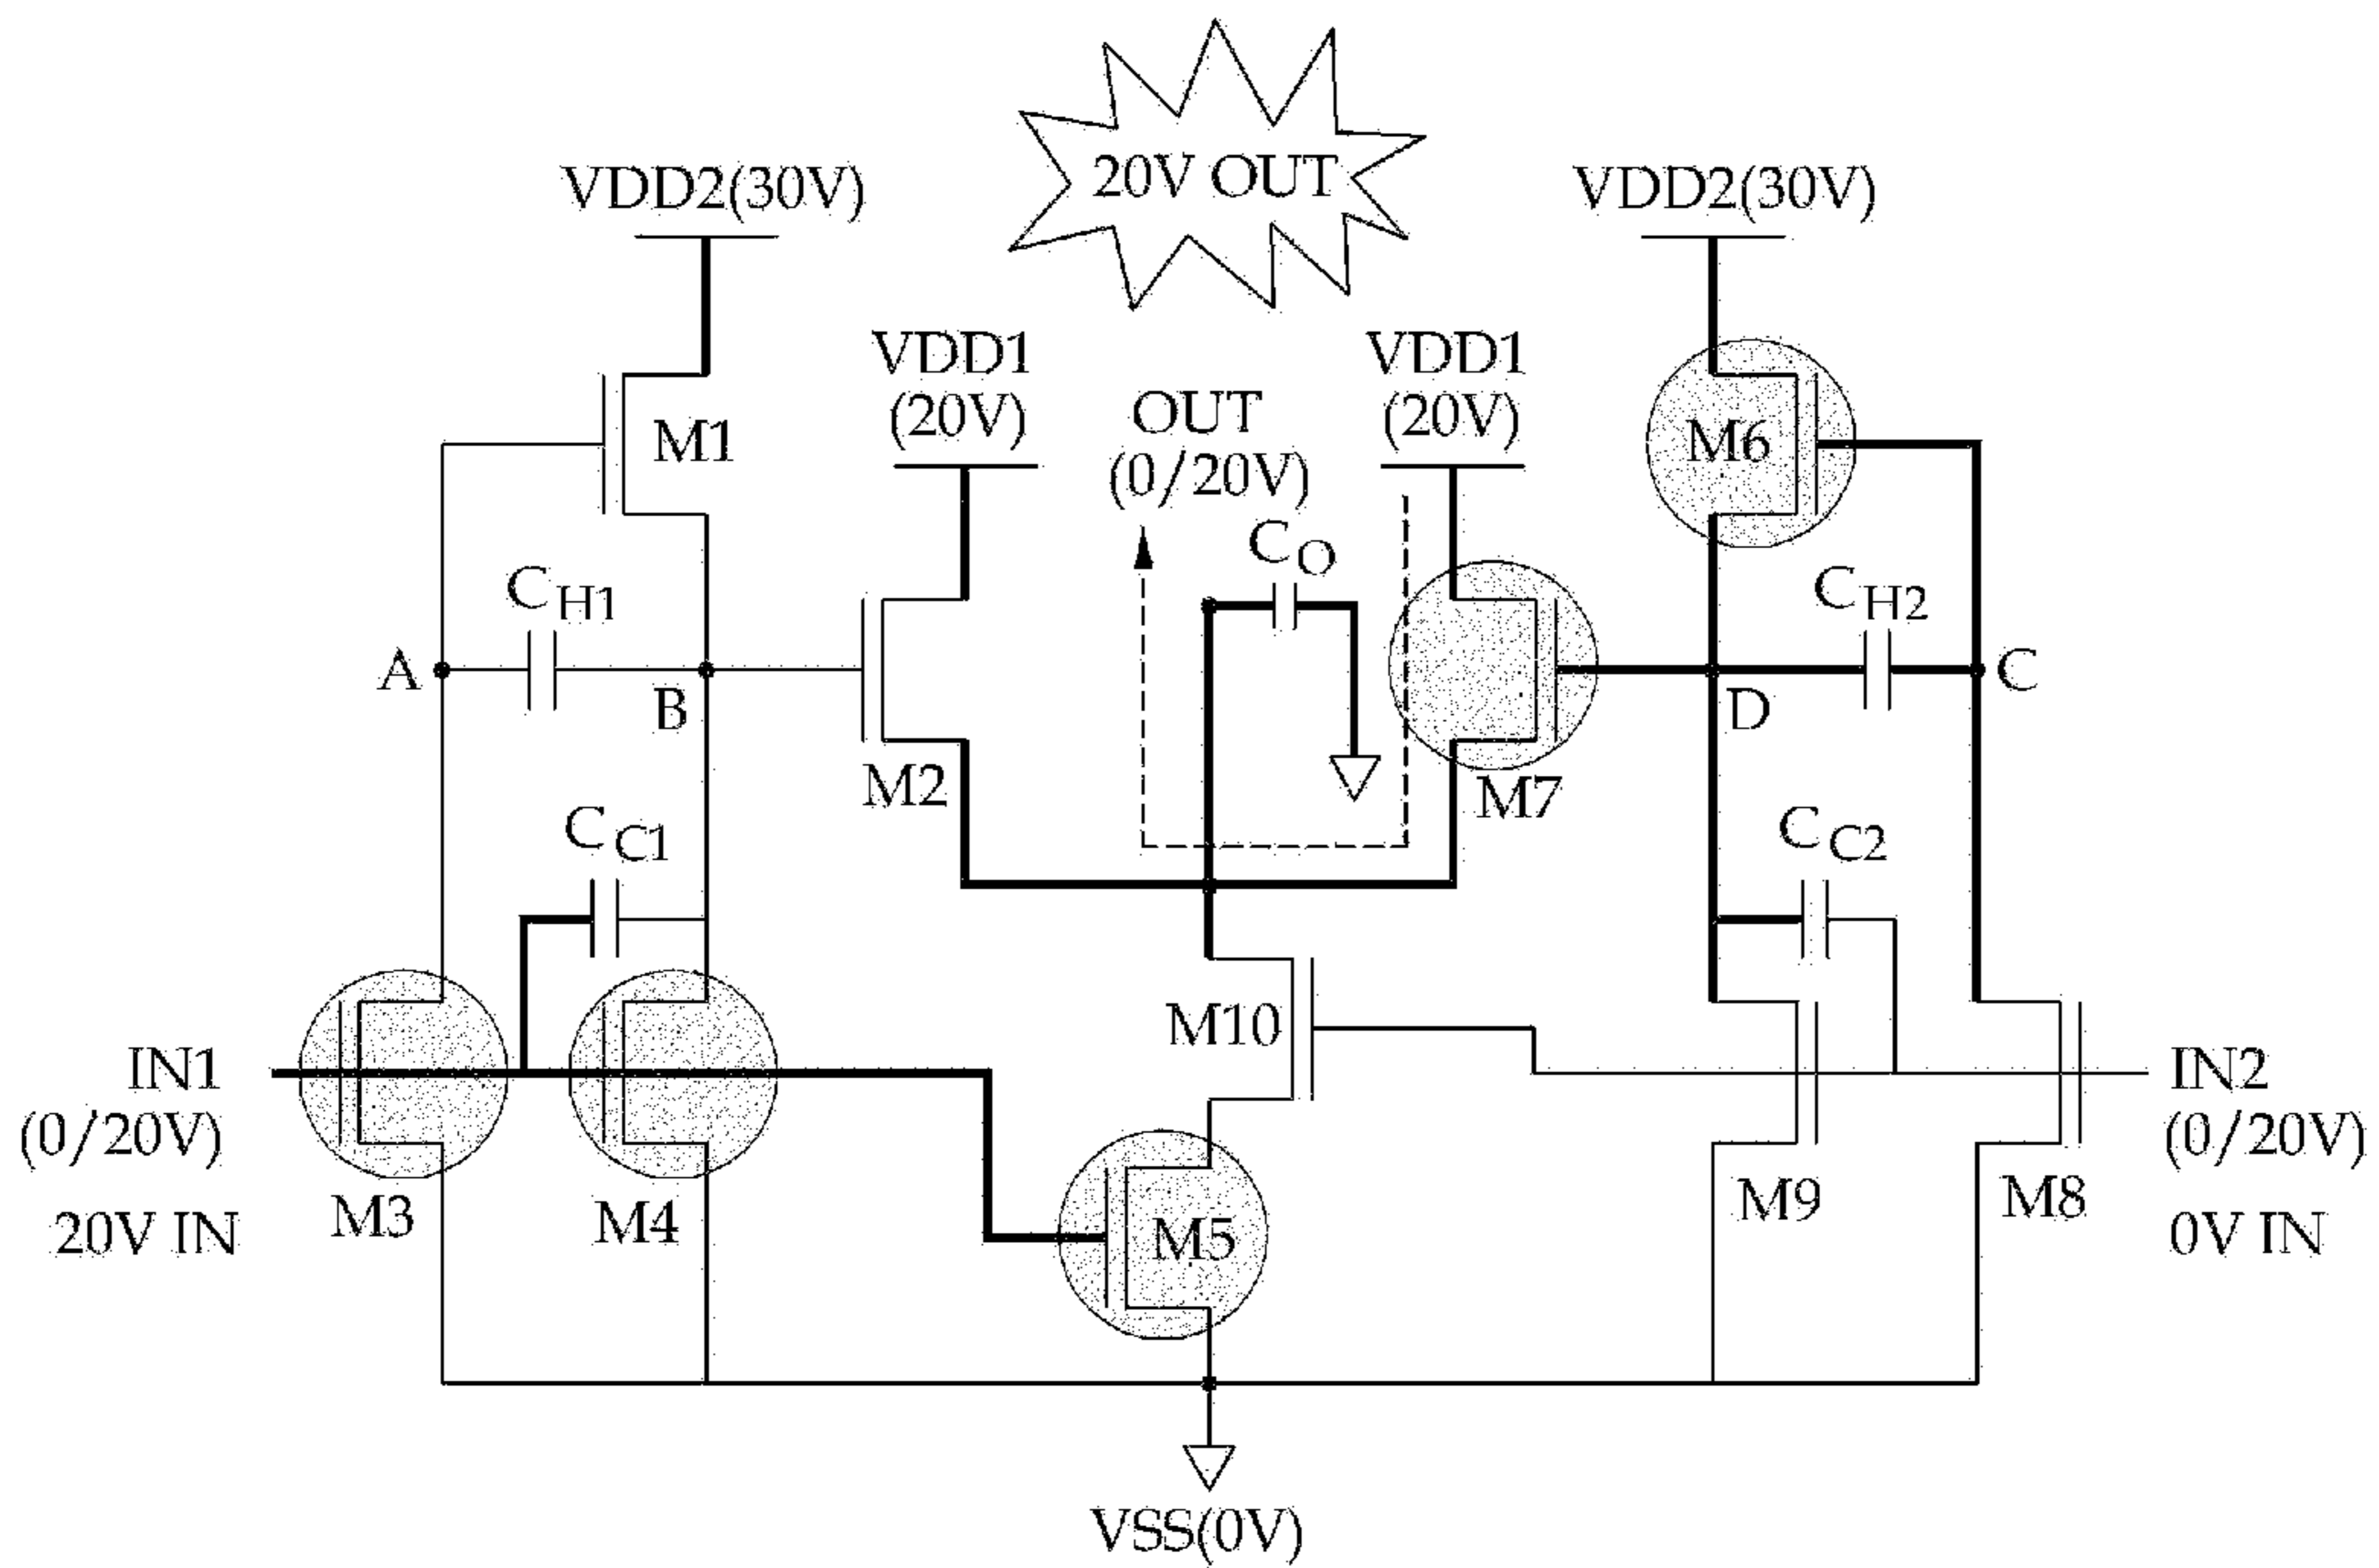 20V OUT
VDD2(30V)
VDD2(30V)
VDD1
(20V)
OUT
(0/20V)
VDD1
(20V)
M1
M6
CO
CH1
CH2
A
B
D
C
M2
M7
CC1
CC2
M10
IN1
(0/20V)
20V IN
IN2
(0/20V)
0V IN
M3
M4
M5
M9
M8
VSS(0V)